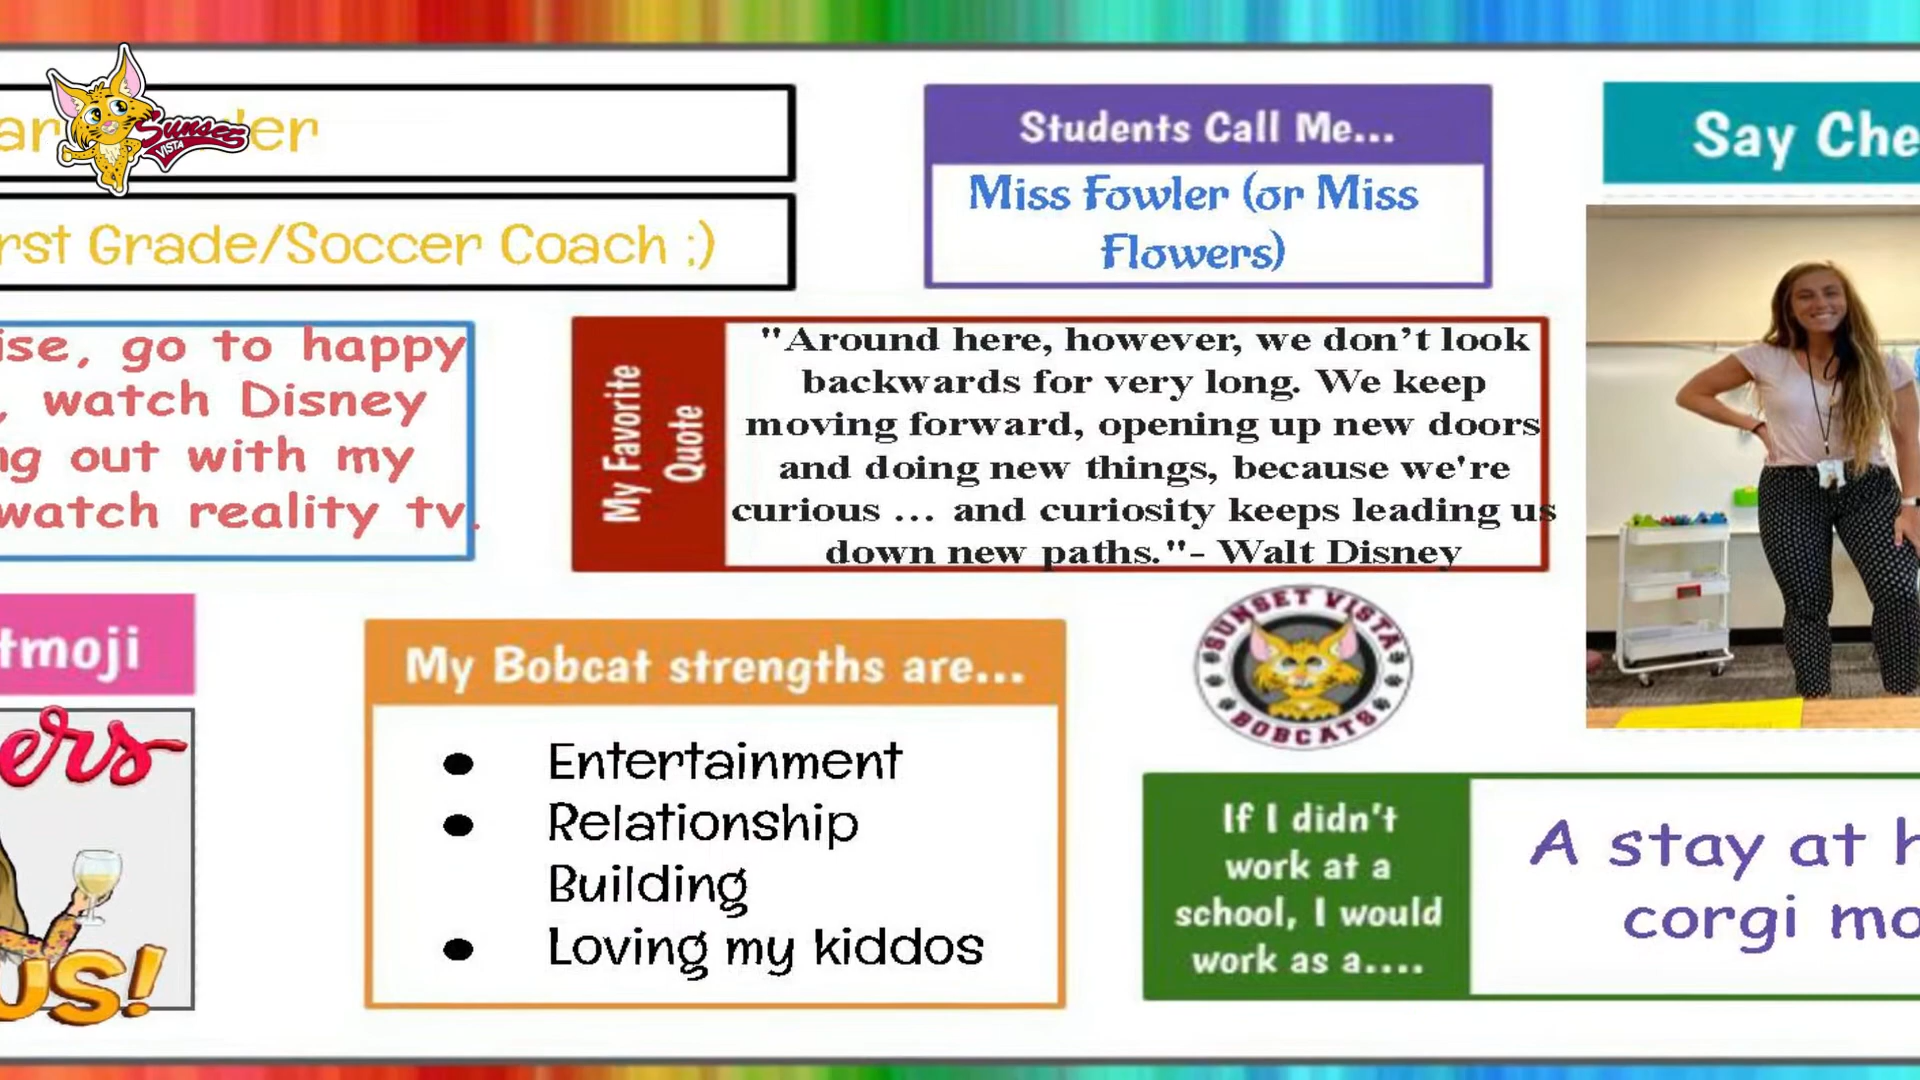 Sunset
VISTA
er
Grade/Soccer Coach ;)
Students Call Me...
Miss Fowler (or Miss
Flowers)
Say
go to happy
watch Disney
out with my
watch reality tv.
My Favorite
Quote
"Around here, however, we don't look
backwards for very long. We keep
moving forward, opening up new doors
and doing new things, because we're
curious ... and curiosity keeps leading us
down new paths."- Walt Disney
tmoji
ers
US!
My Bobcat strengths are...
● Entertainment
● Relationship
Building
● Loving my kiddos
SUNSET VISTA
BOBCATS
If I didn't
work at a
school, I would
work as a....
A stay at
corgi